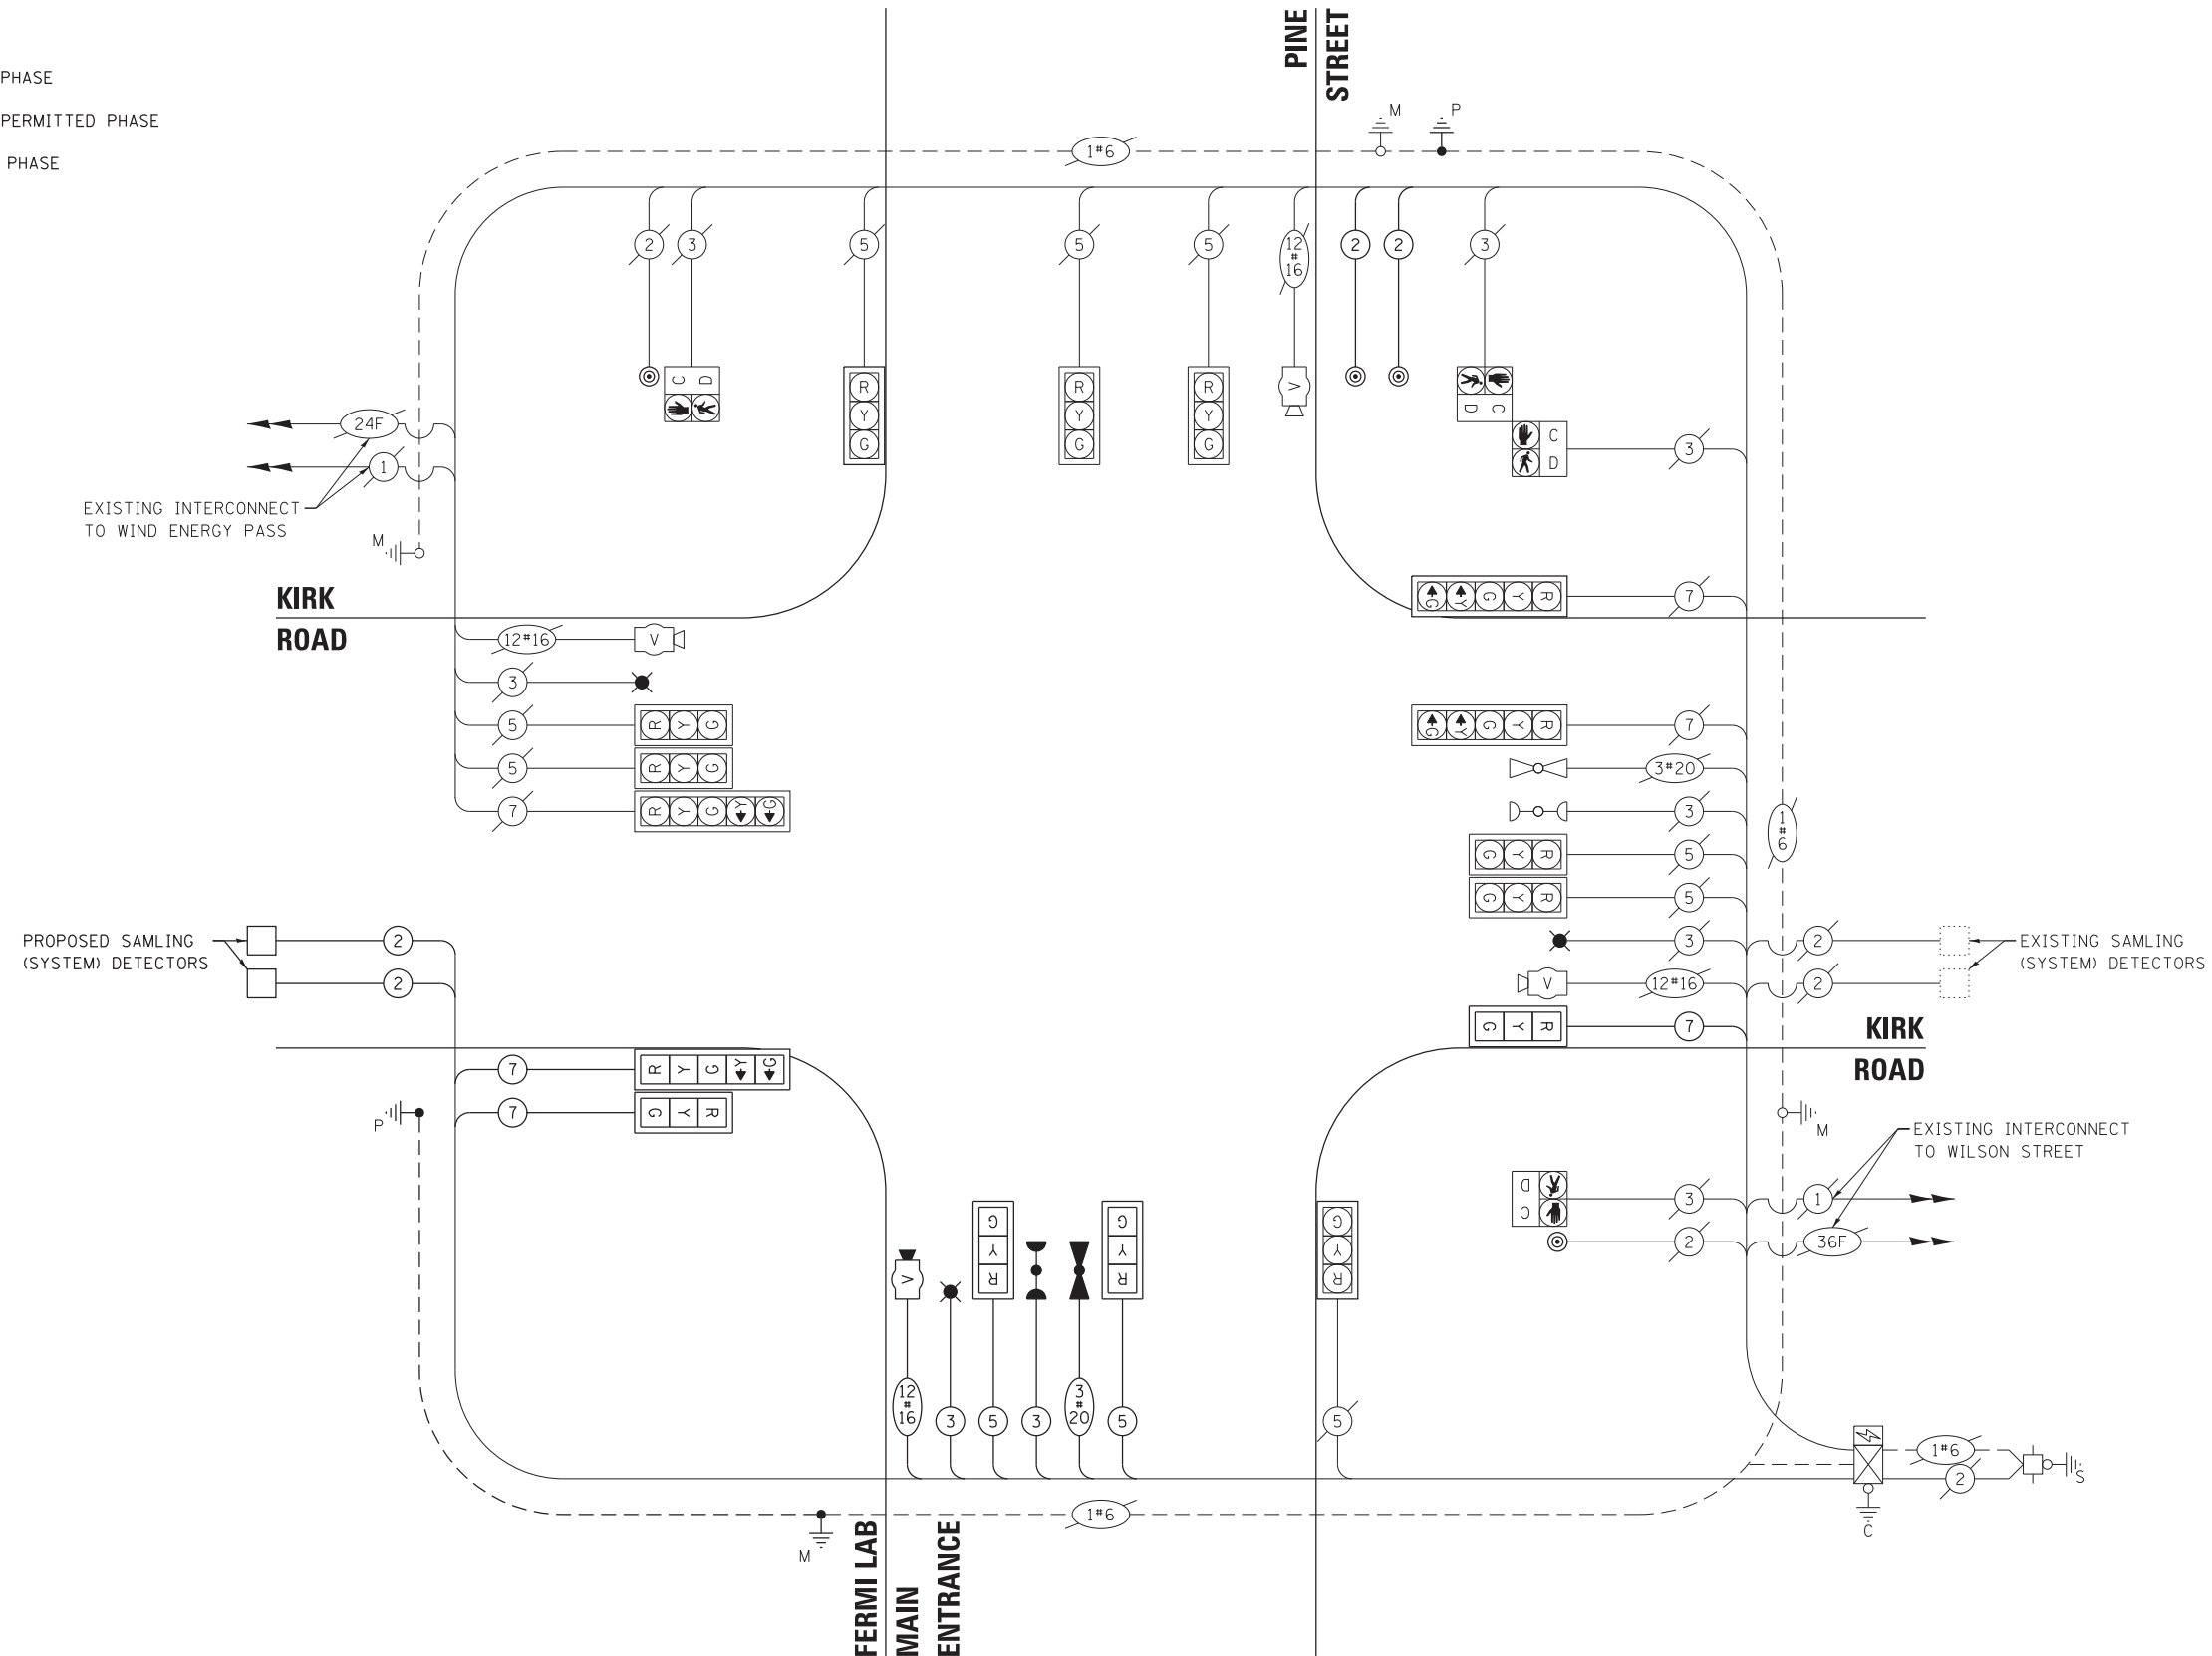 PHASE
PERMITTED PHASE
PHASE
PINE
STREET
M
P
1#6
2
3
5
5
5
12
#
16
2
2
3
C D
R
Y
G
R
Y
G
R
Y
G
V
D C
C
D
3
24F
1
EXISTING INTERCONNECT
TO WIND ENERGY PASS
M
KIRK
ROAD
G Y G Y R
7
12#16
V
3
5
R Y G
5
R Y G
7
R Y G Y G
G Y G Y R
7
3#20
3
G Y R
5
G Y R
5
1
#
6
3
2
V
12#16
2
G Y R
7
EXISTING SAMLING
(SYSTEM) DETECTORS
KIRK
ROAD
PROPOSED SAMLING
(SYSTEM) DETECTORS
2
2
7
R Y G Y G
7
G Y R
P
M
EXISTING INTERCONNECT
TO WILSON STREET
D
C
3
1
2
36F
V
G
Y
R
G
Y
R
G
Y
R
12
#
16
3
5
3
3
#
20
5
5
1#6
2
S
C
1#6
M
FERMI LAB
MAIN
ENTRANCE